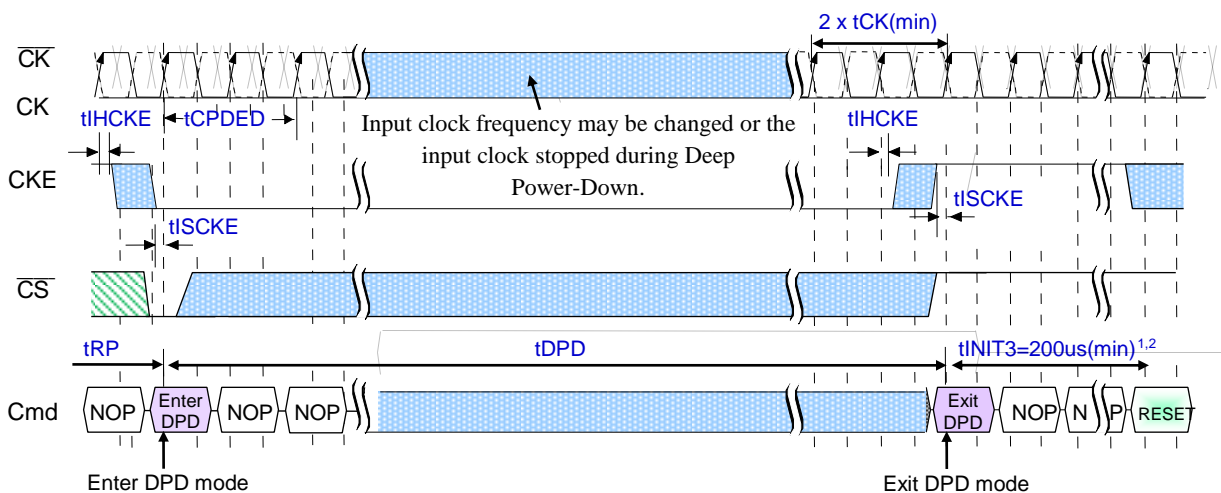 2 x tCK(min)
CK
CK
tIHCKE
tCPDED
Input clock frequency may be changed or the
input clock stopped during Deep
Power-Down.
tIHCKE
CKE
tISCKE
tISCKE
CS
tRP
tDPD
tINIT3=200us(min)1,2
Cmd
NOP
Enter
DPD
NOP
NOP
Exit
DPD
NOP
N
P
RESET
Enter DPD mode
Exit DPD mode